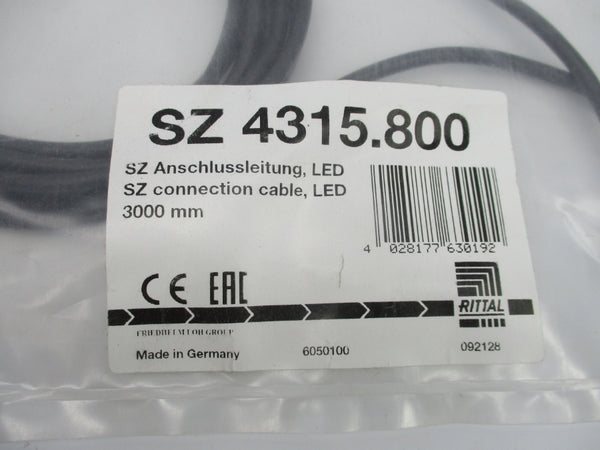 SZ 4315.800
SZ Anschlussleitung, LED
SZ connection cable, LED
3000 mm
4 028177 630192
CE EAC
RITTAL
FRIEDHELM LOH GROUP
Made in Germany 6050100 092128